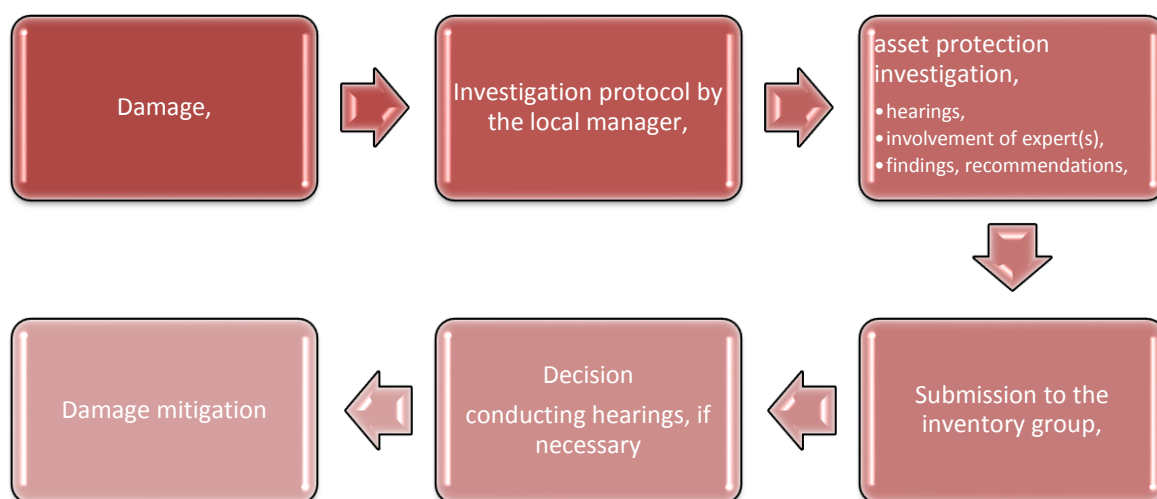 Damage,
Investigation protocol by
the local manager,
asset protection
investigation,
•hearings,
•involvement of expert(s),
•findings, recommendations,
Submission to the
inventory group,
Decision
conducting hearings, if
necessary
Damage mitigation